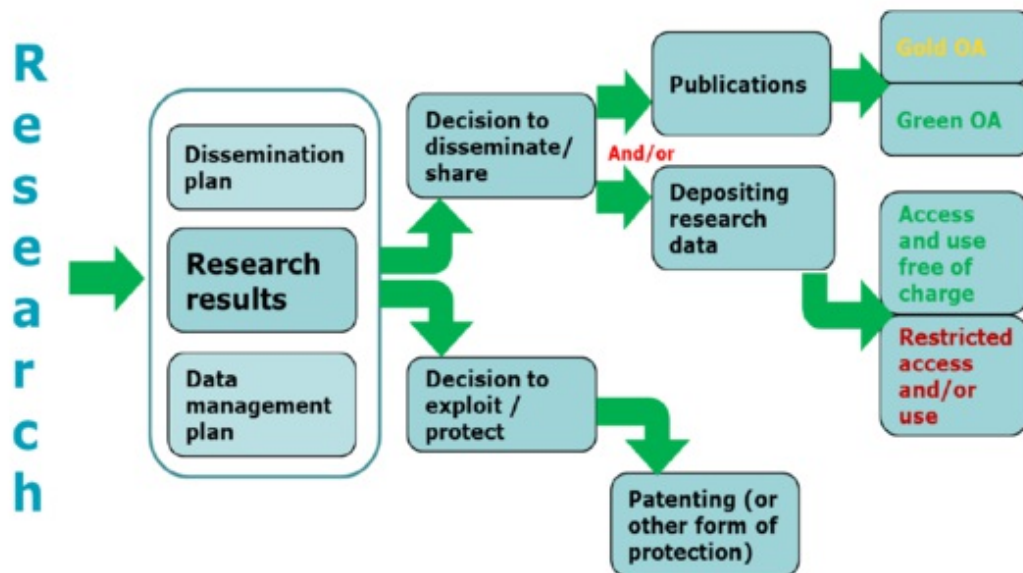 Research
Dissemination
plan
Research
results
Data
management
plan
Decision to
disseminate/
share
And/or
Decision to
exploit /
protect
Publications
Depositing
research
data
Patenting (or
other form of
protection)
Gold OA
Green OA
Access
and use
free of
charge
Restricted
access
and/or
use